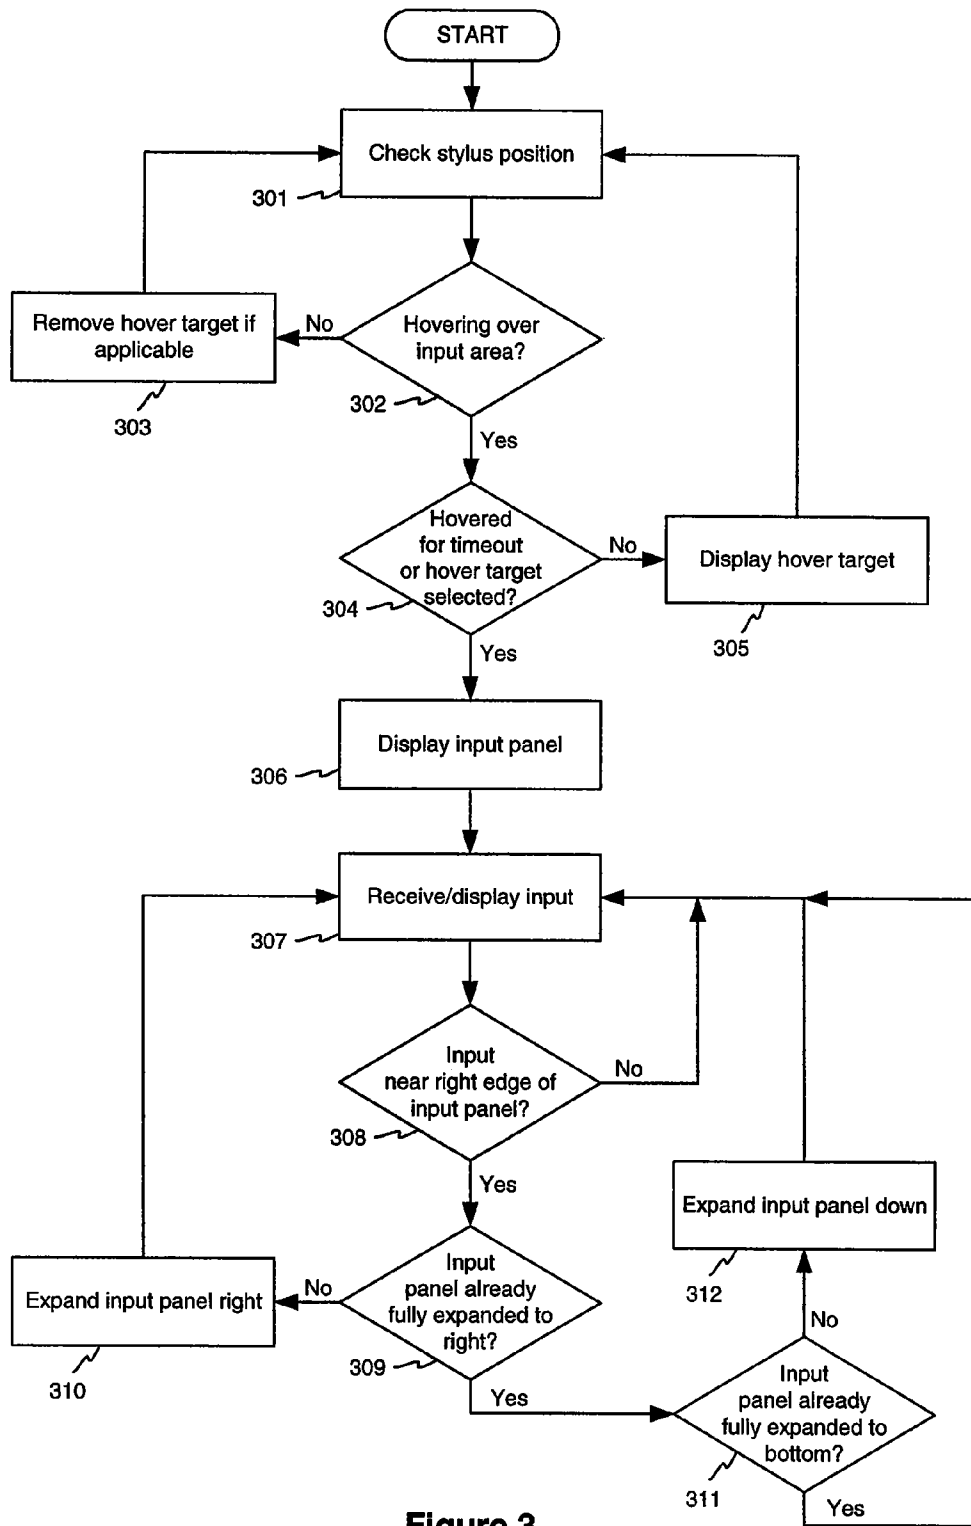 START
Check stylus position
301
Remove hover target if
applicable
303
No
Hovering over
input area?
302
Yes
Hovered
for timeout
or hover target
selected?
304
No
Display hover target
305
Yes
Display input panel
306
Receive/display input
307
Input
near right edge of
input panel?
308
No
Yes
Expand input panel down
312
Input
panel already
fully expanded to
right?
309
No
Expand input panel right
310
No
Yes
Input
panel already
fully expanded to
bottom?
311
Yes
Figure 3